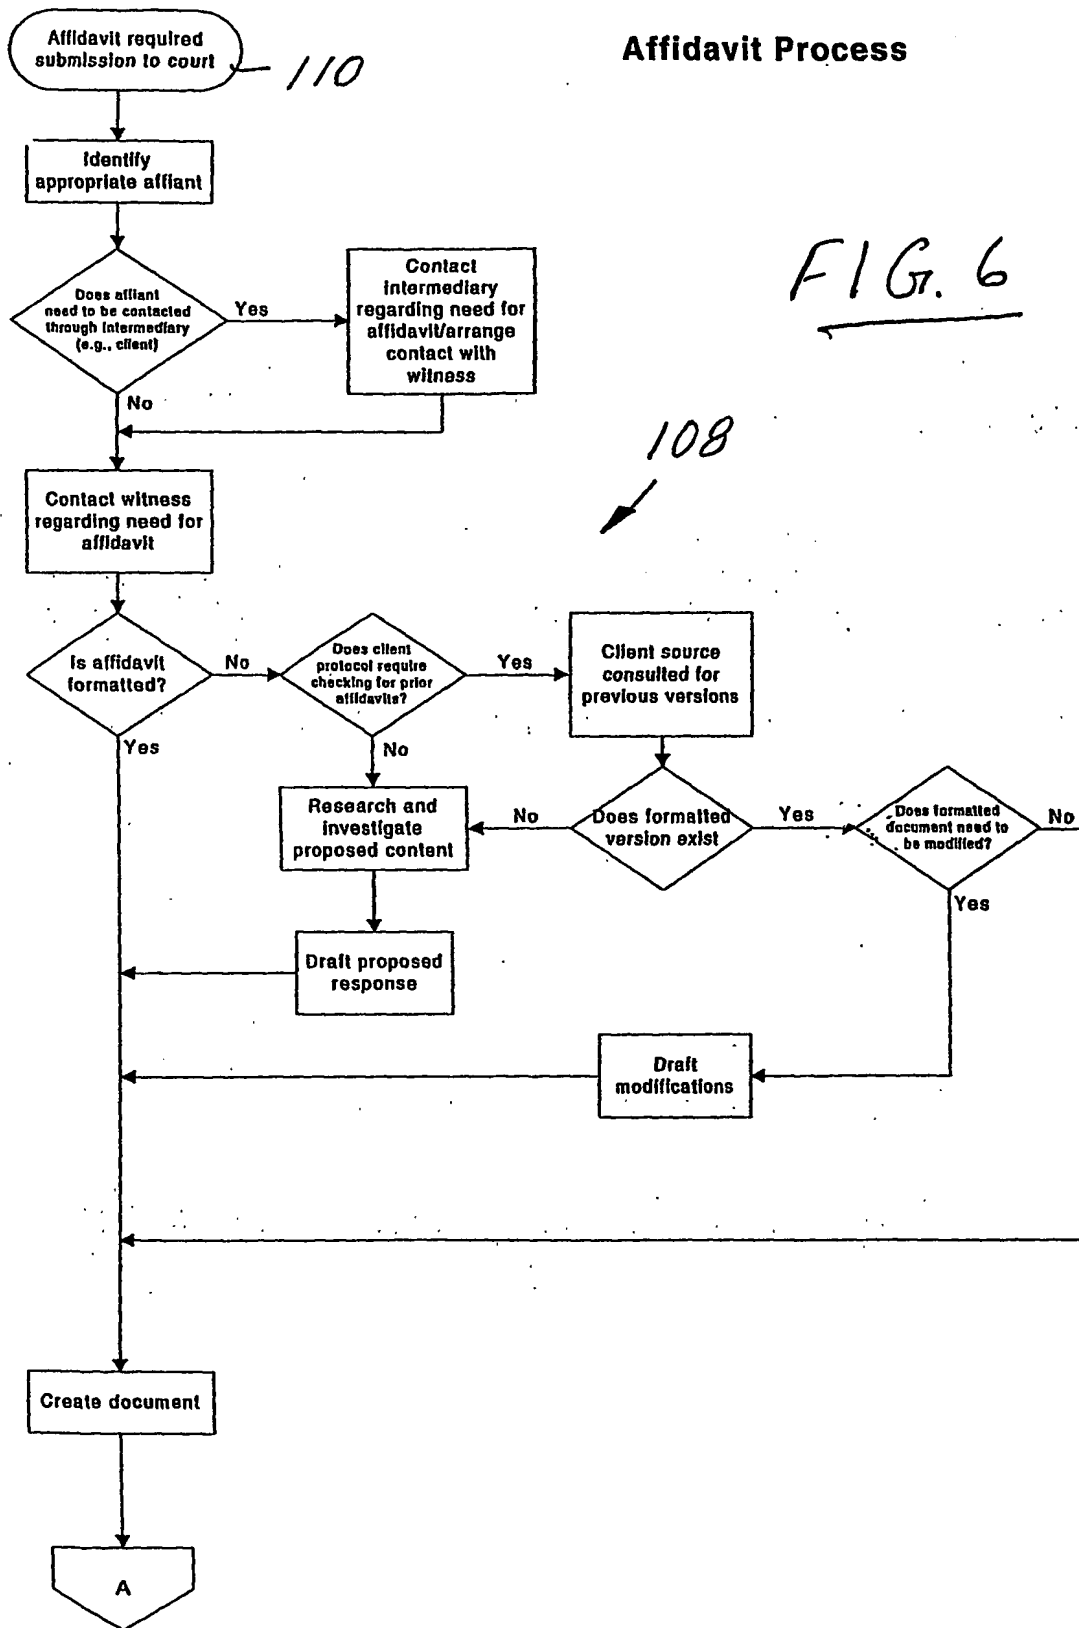 Affidavit required
submission to court
110
Affidavit Process
Identify
appropriate affiant
FIG. 6
Does affiant
need to be contacted
through intermediary
(e.g., client)
Yes
Contact
intermediary
regarding need for
affidavit/arrange
contact with
witness
No
108
Contact witness
regarding need for
affidavit
Is affidavit
formatted?
No
Does client
protocol require
checking for prior
affidavits?
Yes
Client source
consulted for
previous versions
Yes
No
Research and
investigate
proposed content
No
Does formatted
version exist
Yes
Does formatted
document need to
be modified?
No
Yes
Draft proposed
response
Draft
modifications
Create document
A